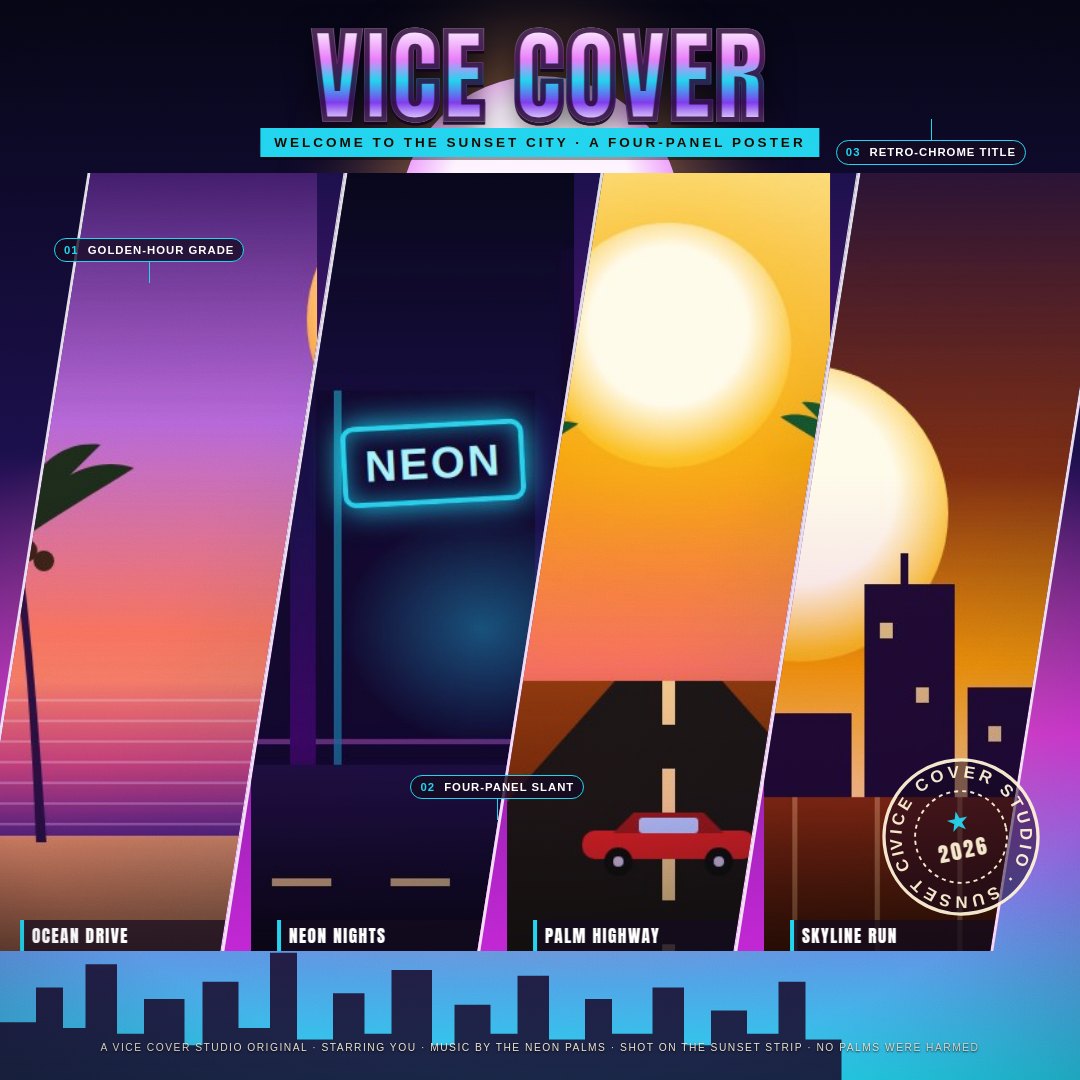 VICE COVER
WELCOME TO THE SUNSET CITY · A FOUR-PANEL POSTER
03 RETRO-CHROME TITLE
01 GOLDEN-HOUR GRADE
NEON
02 FOUR-PANEL SLANT
VICE COVER STUDIO · SUNSET CI
2026
OCEAN DRIVE
NEON NIGHTS
PALM HIGHWAY
SKYLINE RUN
A VICE COVER STUDIO ORIGINAL · STARRING YOU · MUSIC BY THE NEON PALMS · SHOT ON THE SUNSET STRIP · NO PALMS WERE HARMED